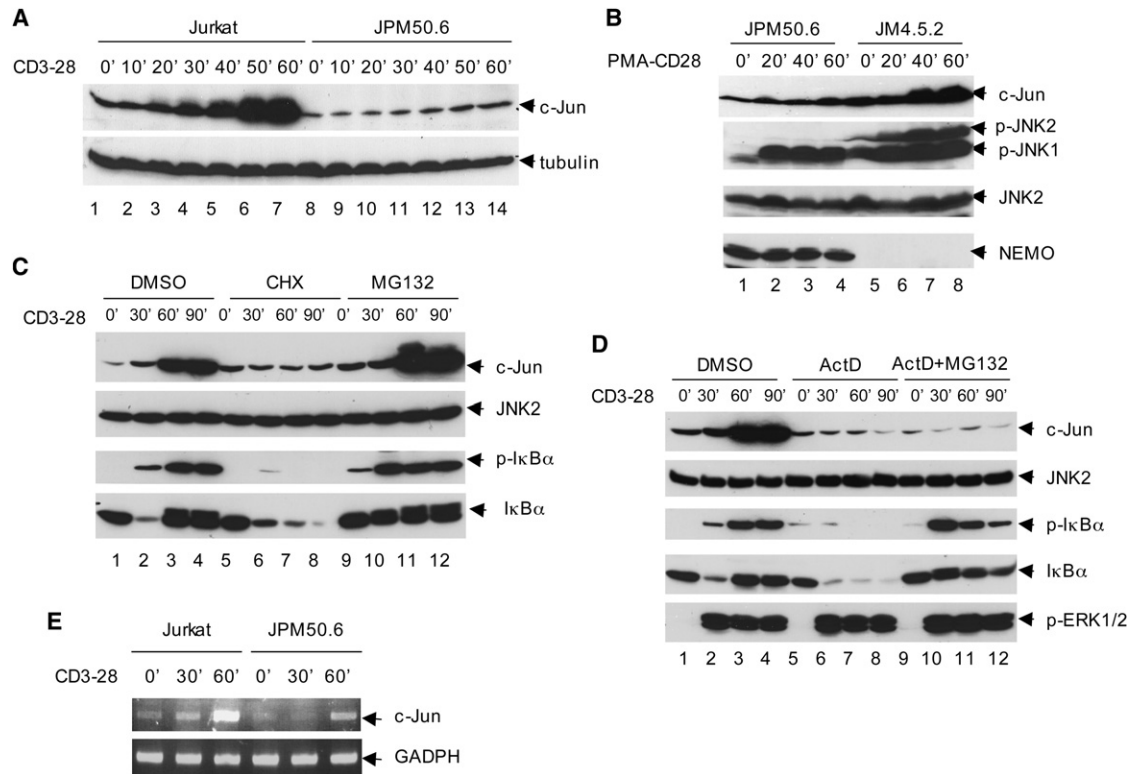 A
Jurkat JPM50.6
CD3-28 0' 10' 20' 30' 40' 50' 60' 0' 10' 20' 30' 40' 50' 60'
c-Jun
tubulin
1 2 3 4 5 6 7 8 9 10 11 12 13 14
B
JPM50.6 JM4.5.2
PMA-CD28 0' 20' 40' 60' 0' 20' 40' 60'
c-Jun
p-JNK2
p-JNK1
JNK2
NEMO
1 2 3 4 5 6 7 8
C
DMSO CHX MG132
CD3-28 0' 30' 60' 90' 0' 30' 60' 90' 0' 30' 60' 90'
c-Jun
JNK2
p-IκBα
IκBα
1 2 3 4 5 6 7 8 9 10 11 12
D
DMSO ActD ActD+MG132
CD3-28 0' 30' 60' 90' 0' 30' 60' 90' 0' 30' 60' 90'
c-Jun
JNK2
p-IκBα
IκBα
p-ERK1/2
1 2 3 4 5 6 7 8 9 10 11 12
E
Jurkat JPM50.6
CD3-28 0' 30' 60' 0' 30' 60'
c-Jun
GADPH